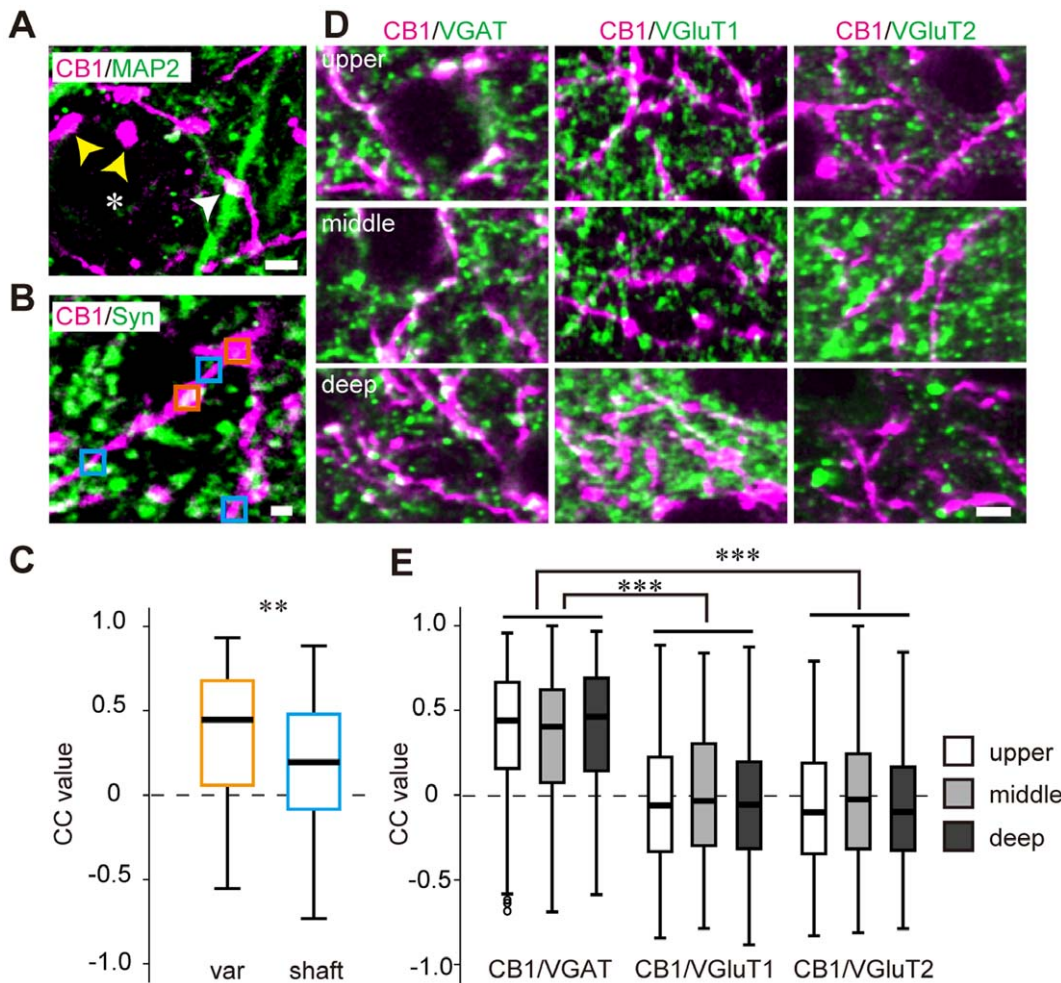 A
CB1/MAP2
*
B
CB1/Syn
D
CB1/VGAT
CB1/VGluT1
CB1/VGluT2
upper
middle
deep
C
**
CC value
1.0
0.5
0
-0.5
-1.0
var
shaft
E
***
***
CC value
1.0
0.5
0
-0.5
-1.0
CB1/VGAT
CB1/VGluT1
CB1/VGluT2
upper
middle
deep